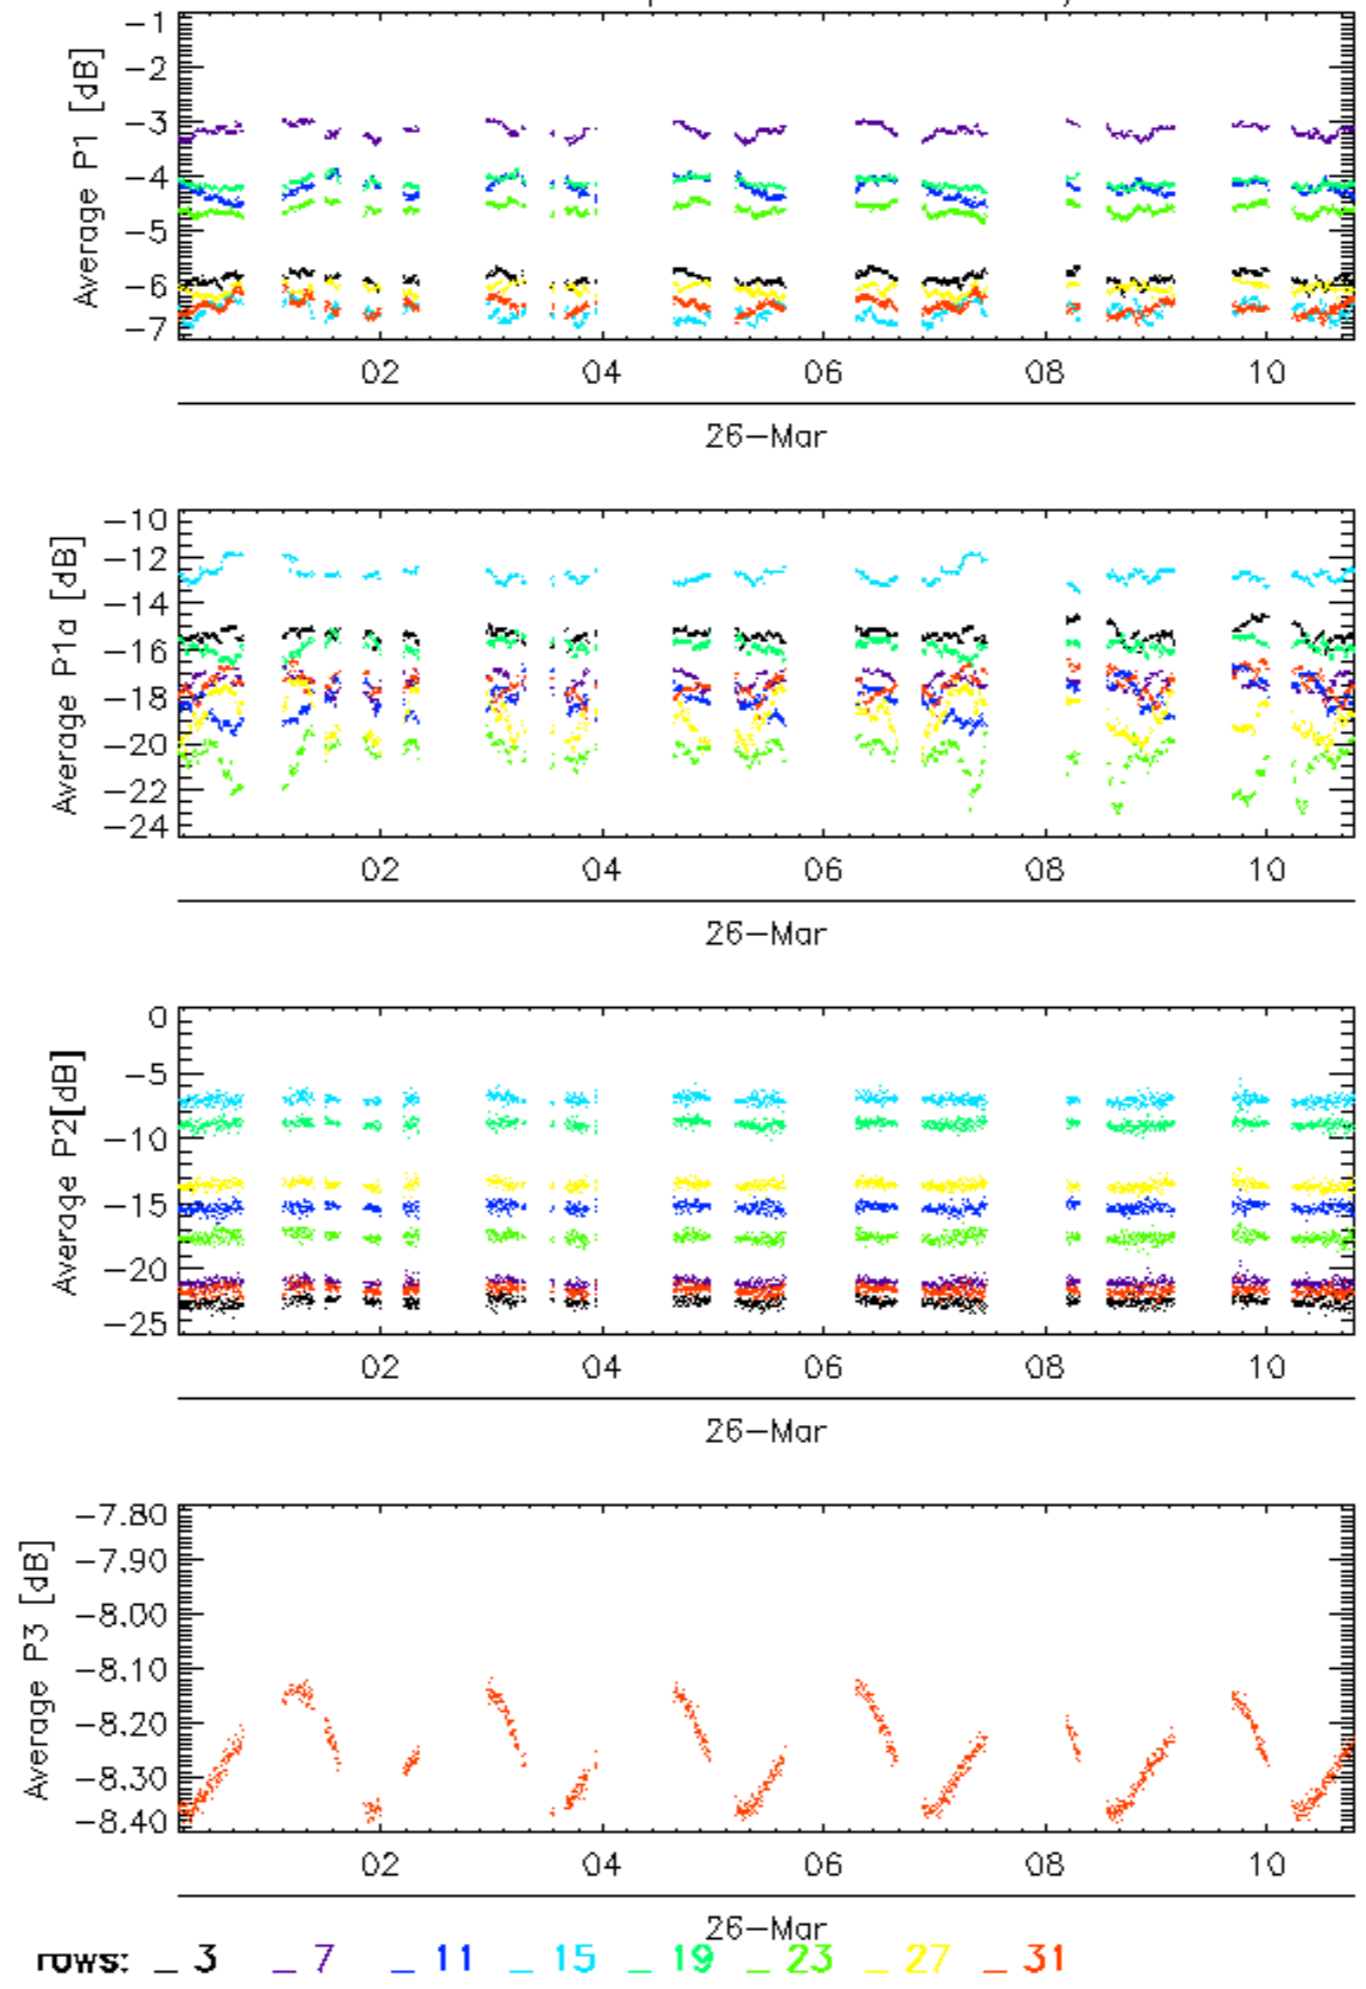 Average P1 [dB]
-1
-2
-3
-4
-5
-6
-7
02 04 06 08 10
26-Mar
Average P1a [dB]
-10
-12
-14
-16
-18
-20
-22
-24
02 04 06 08 10
26-Mar
Average P2[dB]
0
-5
-10
-15
-20
-25
02 04 06 08 10
26-Mar
Average P3 [dB]
-7.80
-7.90
-8.00
-8.10
-8.20
-8.30
-8.40
02 04 06 08 10
26-Mar
rows: _ 3 _ 7 _ 11 _ 15 _ 19 _ 23 _ 27 _ 31